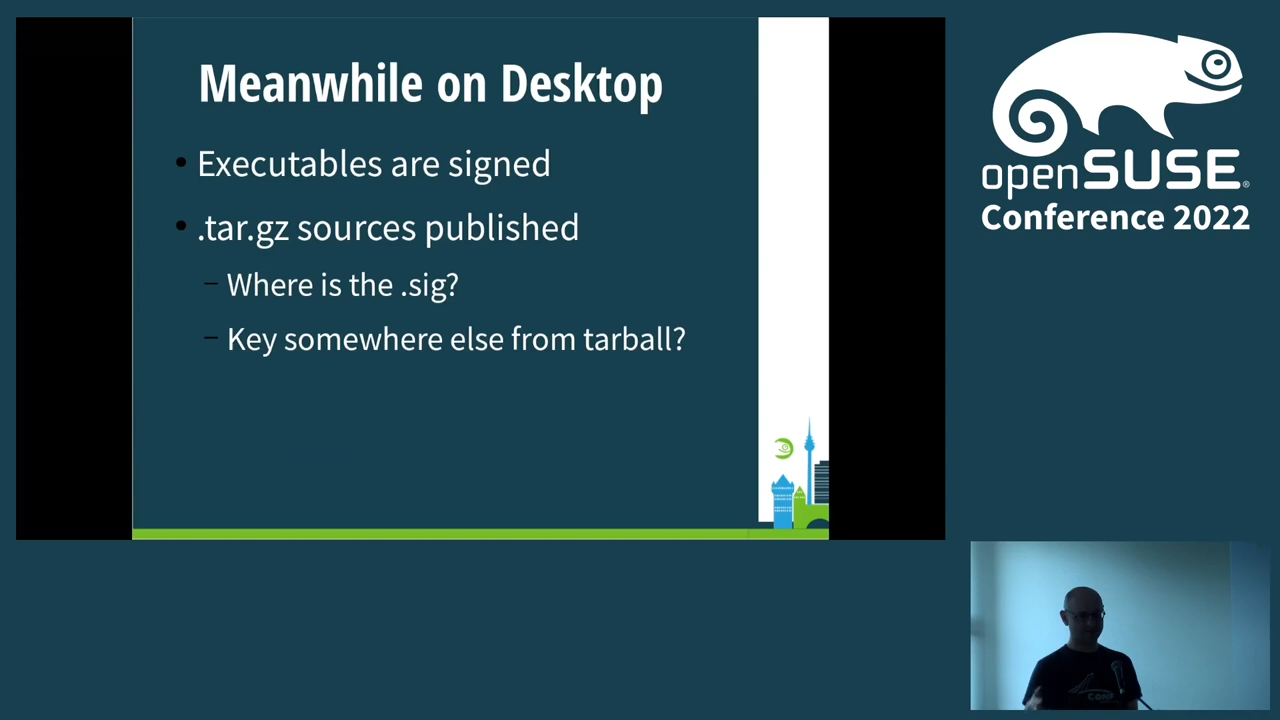 Meanwhile on Desktop
• Executables are signed
• .tar.gz sources published
– Where is the .sig?
– Key somewhere else from tarball?
openSUSE®
Conference 2022